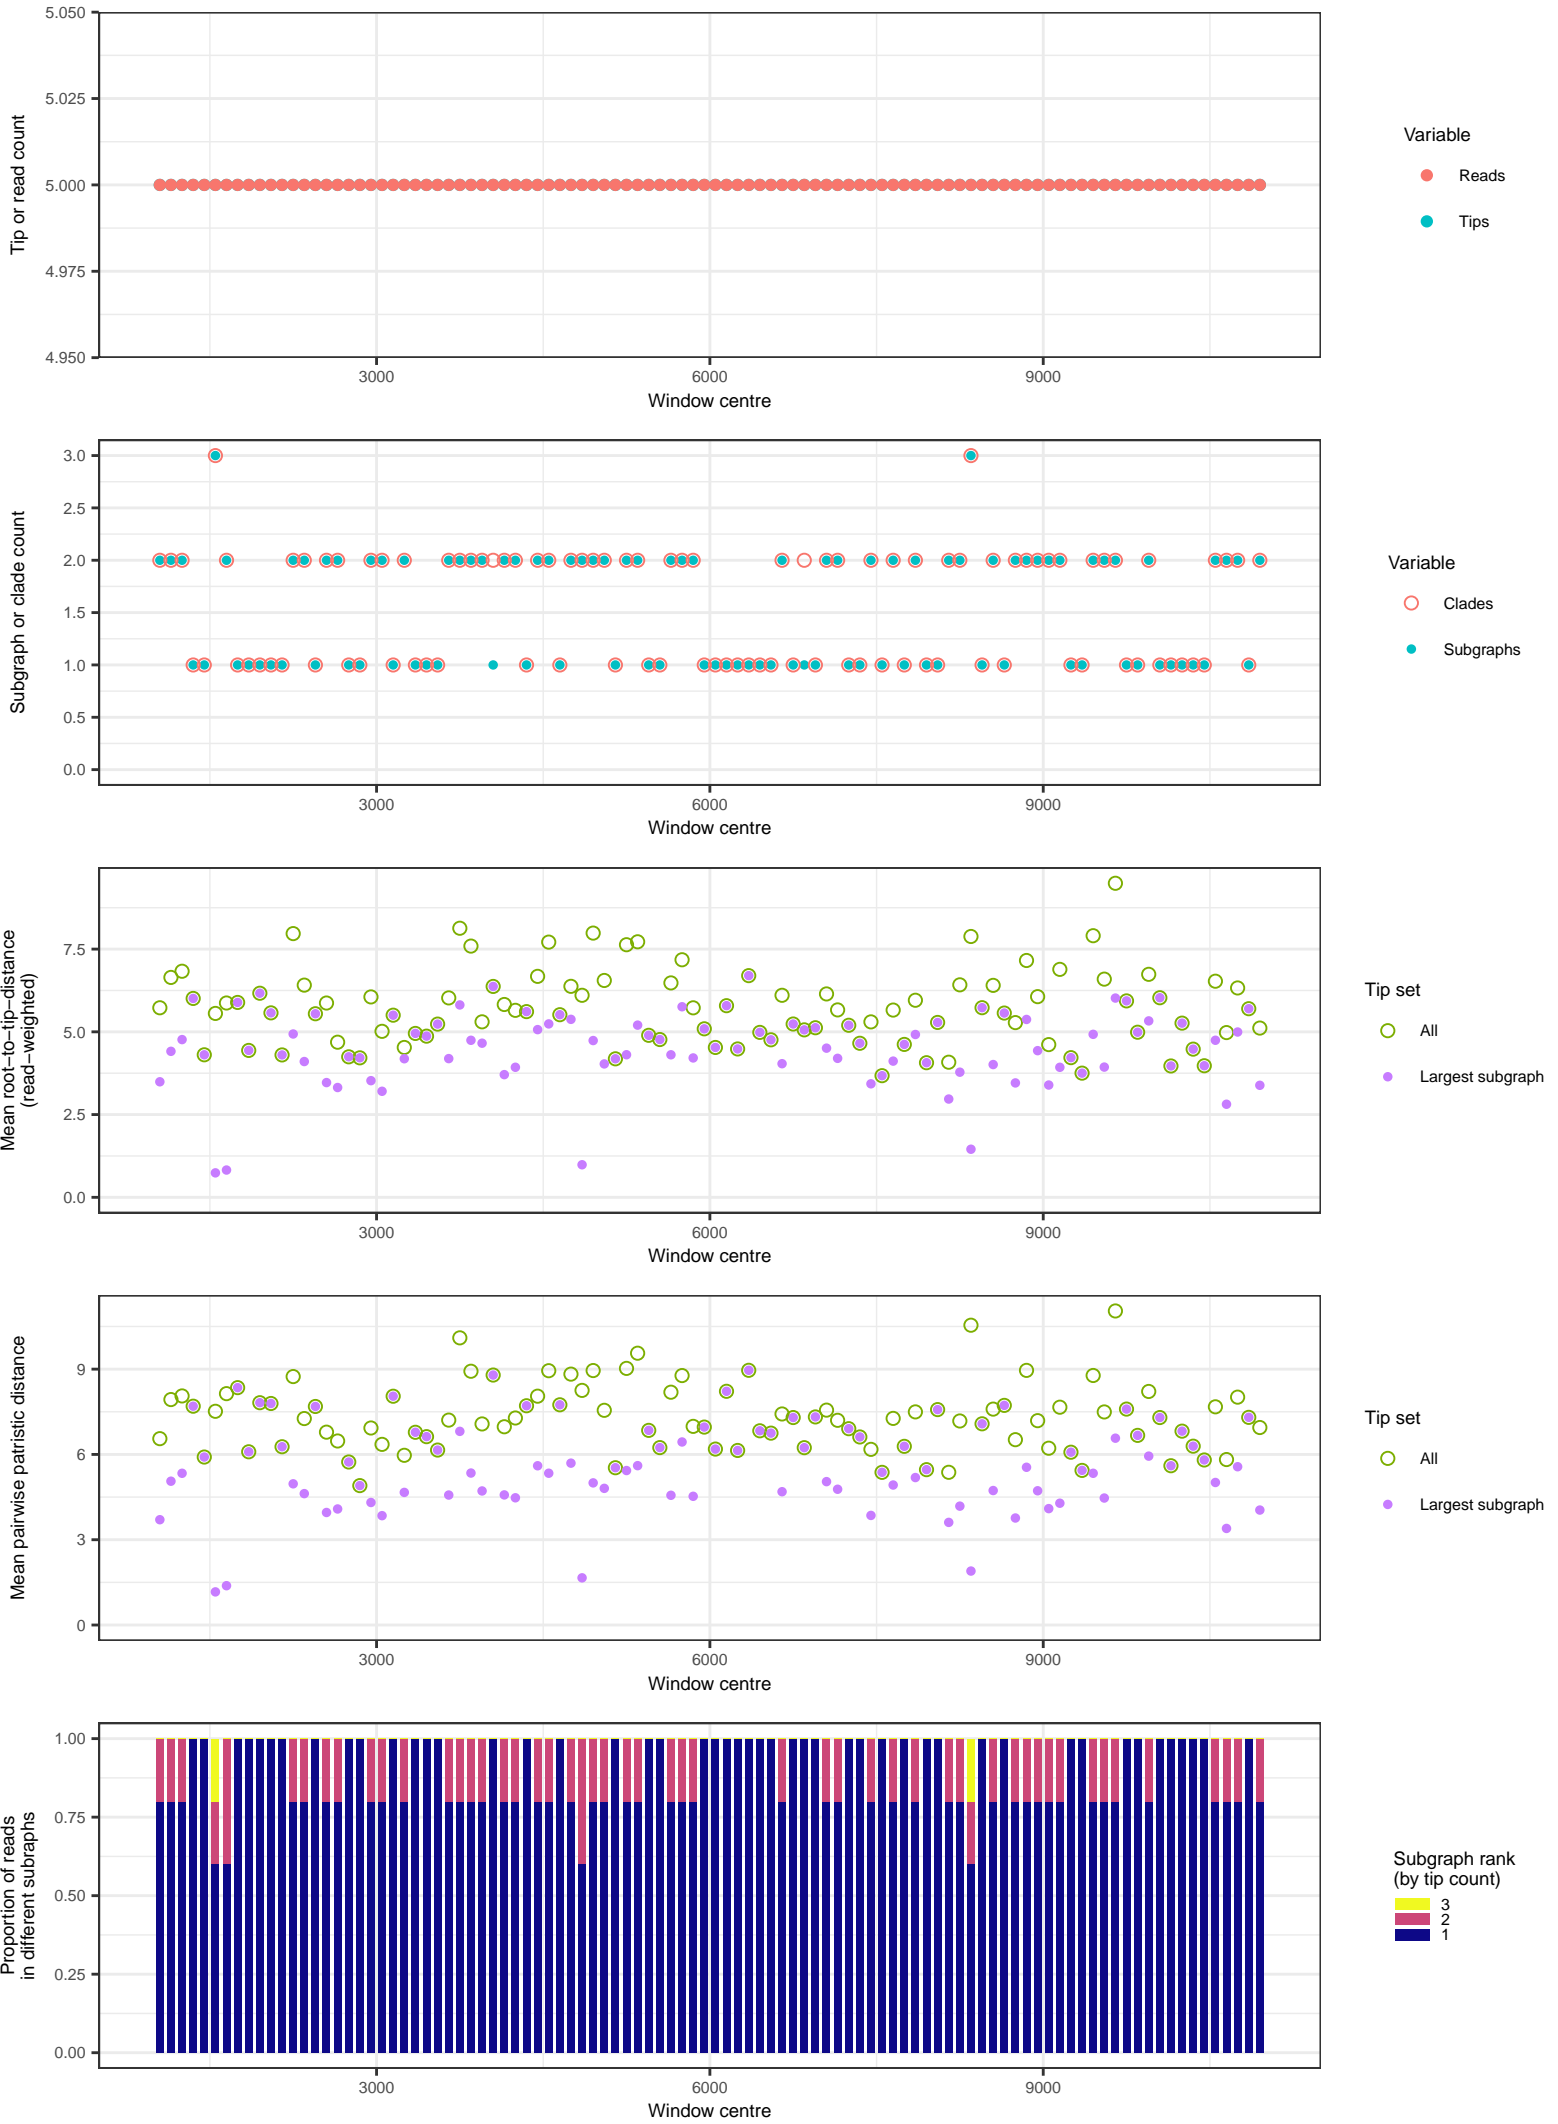 5.050
5.025
5.000
4.975
4.950
Tip or read count
3000 6000 9000
Window centre
Variable
Reads
Tips
3.0
2.5
2.0
1.5
1.0
0.5
0.0
Subgraph or clade count
3000 6000 9000
Window centre
Variable
Clades
Subgraphs
7.5
5.0
2.5
0.0
Mean root−to−tip−distance
(read−weighted)
3000 6000 9000
Window centre
Tip set
All
Largest subgraph
9
6
3
0
Mean pairwise patristic distance
3000 6000 9000
Window centre
Tip set
All
Largest subgraph
1.00
0.75
0.50
0.25
0.00
Proportion of reads
in different subraphs
3000 6000 9000
Window centre
Subgraph rank
(by tip count)
3
2
1